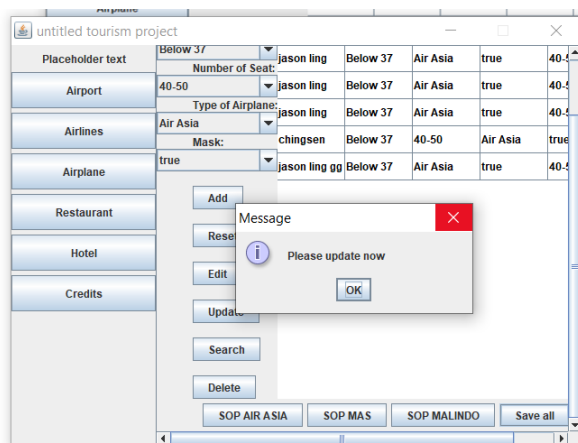 Airplane
untitled tourism project
Placeholder text
Airport
Airlines
Airplane
Restaurant
Hotel
Credits
Below 37
Number of Seat:
40-50
Type of Airplane:
Air Asia
Mask:
true
Add
Reset
Edit
Update
Search
Delete
jason ling Below 37 Air Asia true
jason ling Below 37 Air Asia true
jason ling Below 37 Air Asia true
chingsen Below 37 40-50 Air Asia true
jason ling gg Below 37 Air Asia true
Message
Please update now
OK
SOP AIR ASIA SOP MAS SOP MALINDO Save all